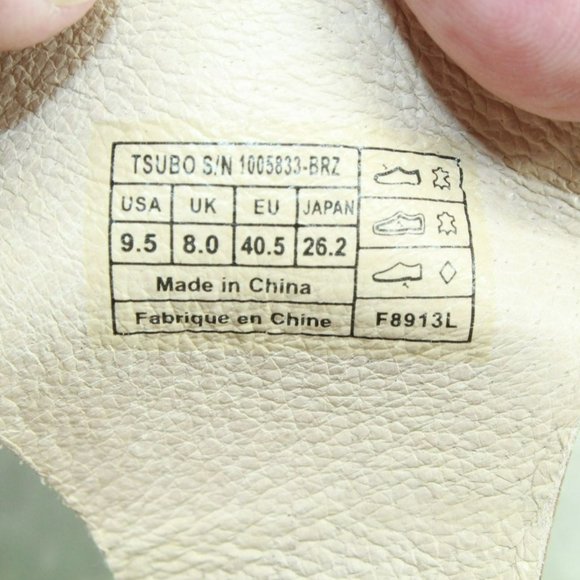 TSUBO S/N 1005833-BRZ
USA UK EU JAPAN
9.5 8.0 40.5 26.2
Made in China
Fabrique en Chine F8913L